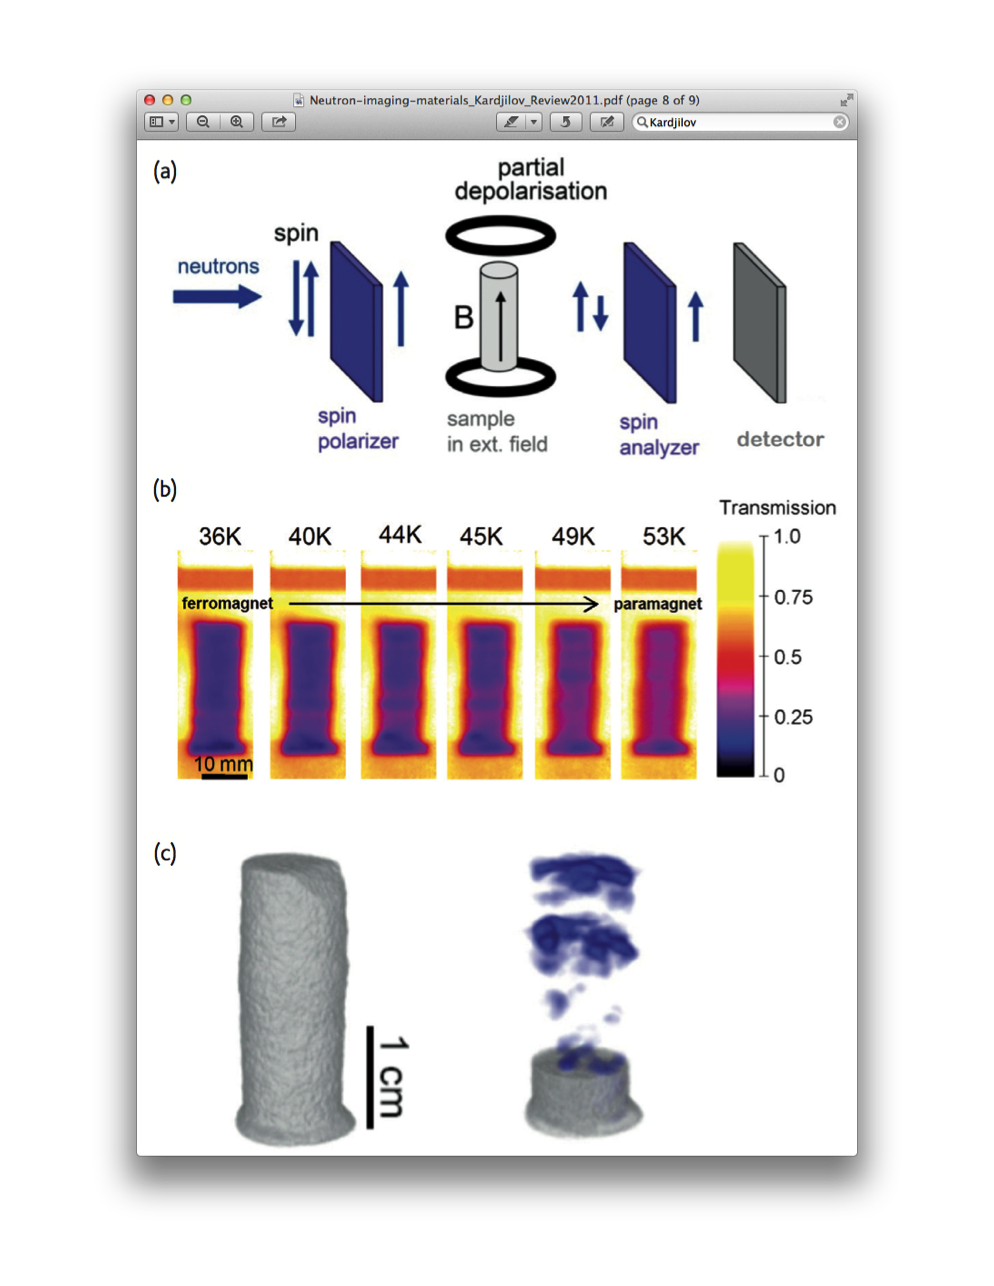 Neutron-imaging-materials_Kardjilov_Review2011.pdf (page 8 of 9)
Kardjilov
(a)
partial
depolarisation
spin
neutrons
B
spin
polarizer
sample
in ext. field
spin
analyzer
detector
(b)
Transmission
36K 40K 44K 45K 49K 53K
1.0
ferromagnet paramagnet
0.75
0.5
0.25
10 mm
0
(c)
1 cm